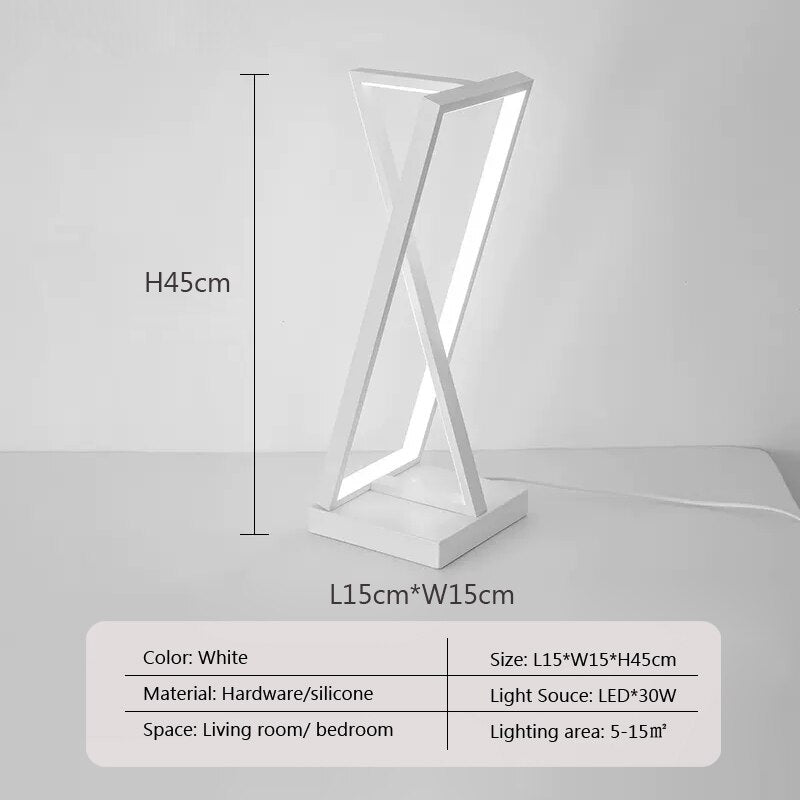 H45cm
L15cm*W15cm
Color: White
Size: L15*W15*H45cm
Material: Hardware/silicone
Light Souce: LED*30W
Space: Living room/ bedroom
Lighting area: 5-15㎡